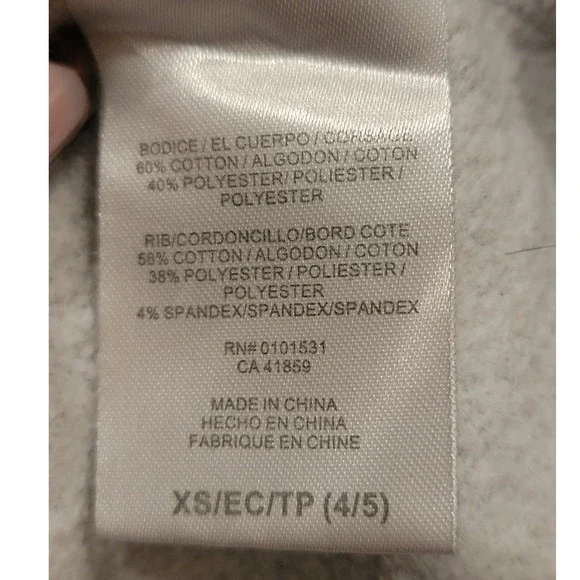 BODICE / EL CUERPO / CORSAGE
60% COTTON / ALGODON / COTON
40% POLYESTER/ POLIESTER /
POLYESTER
RIB/CORDONCILLO/BORD COTE
58% COTTON / ALGODON / COTON
38% POLYESTER / POLIESTER /
POLYESTER
4% SPANDEX/SPANDEX/SPANDEX
RN# 0101531
CA 41859
MADE IN CHINA
HECHO EN CHINA
FABRIQUE EN CHINE
XS/EC/TP (4/5)